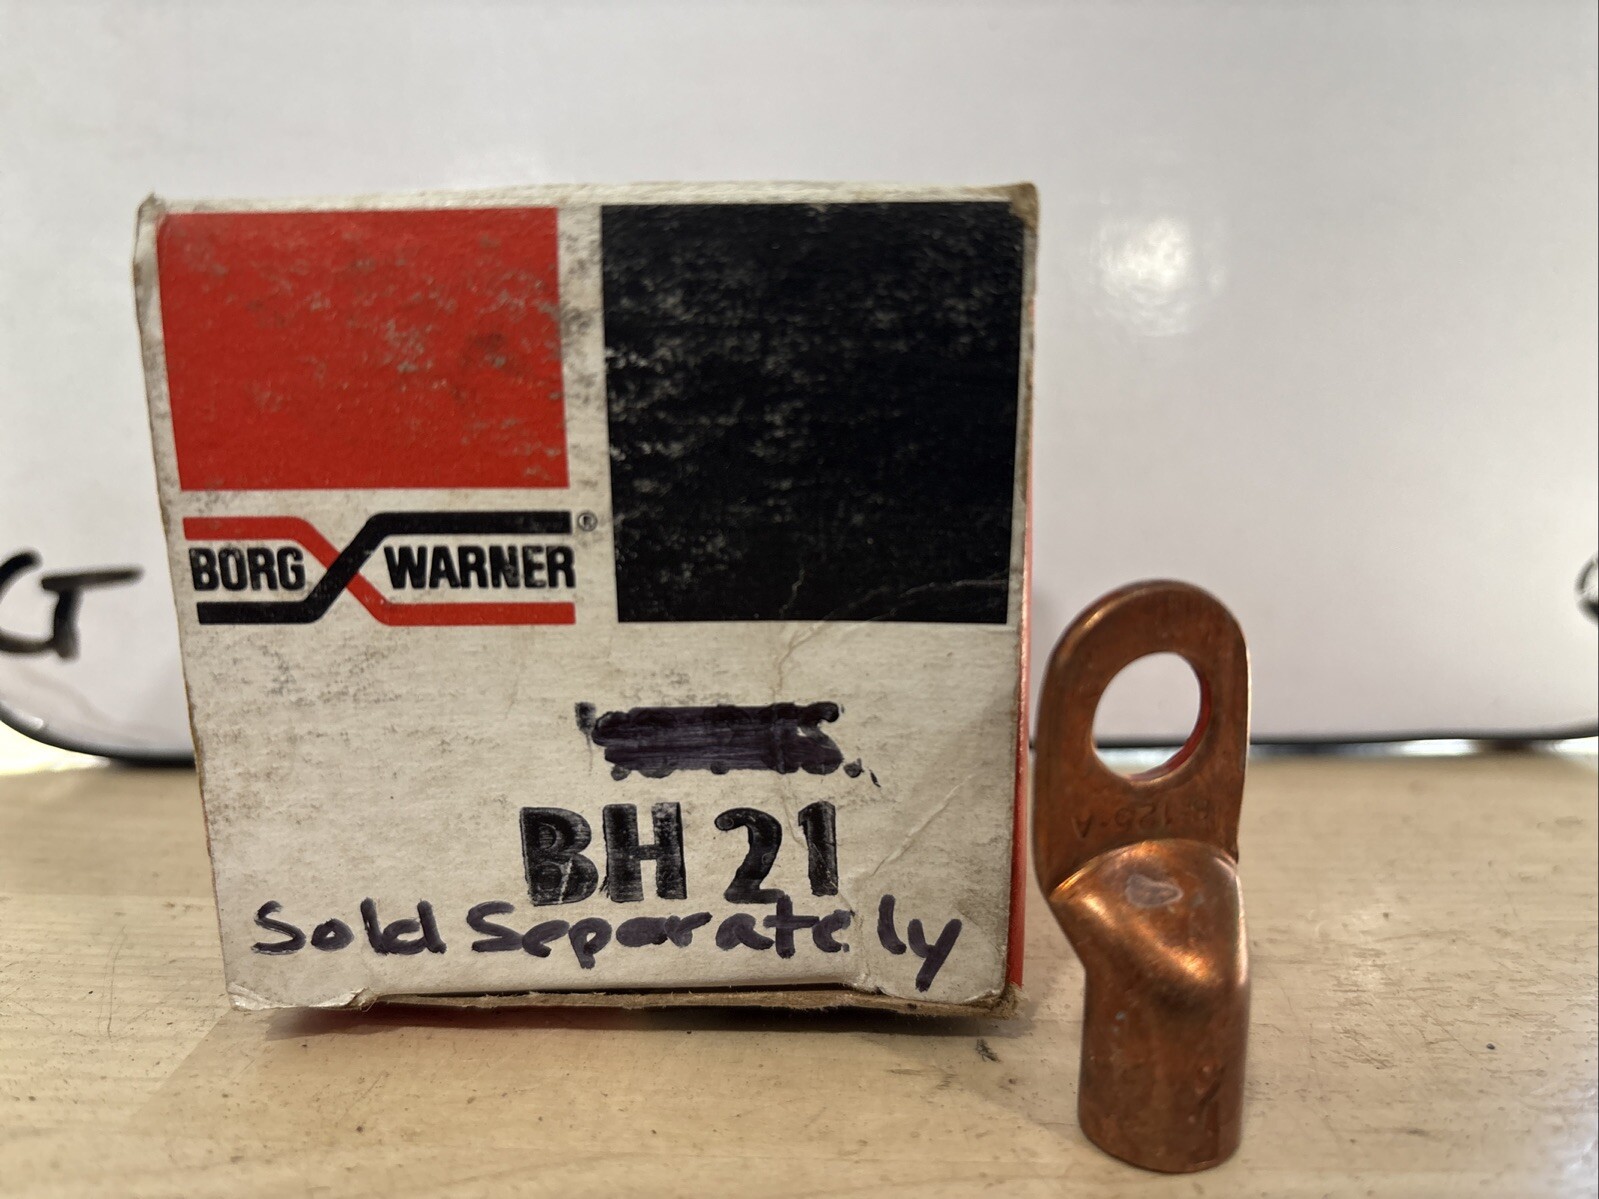 BORG WARNER®
BH 21
Sold Separately